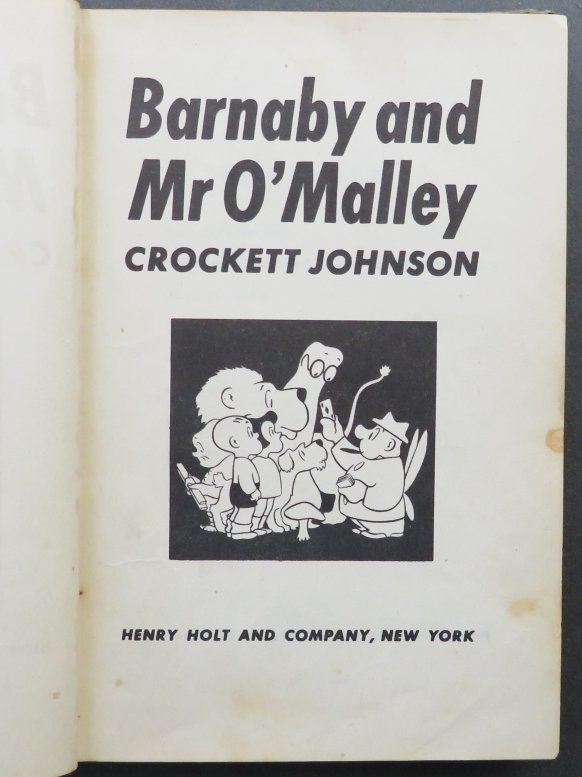 Barnaby and
Mr O'Malley
CROCKETT JOHNSON
HENRY HOLT AND COMPANY, NEW YORK